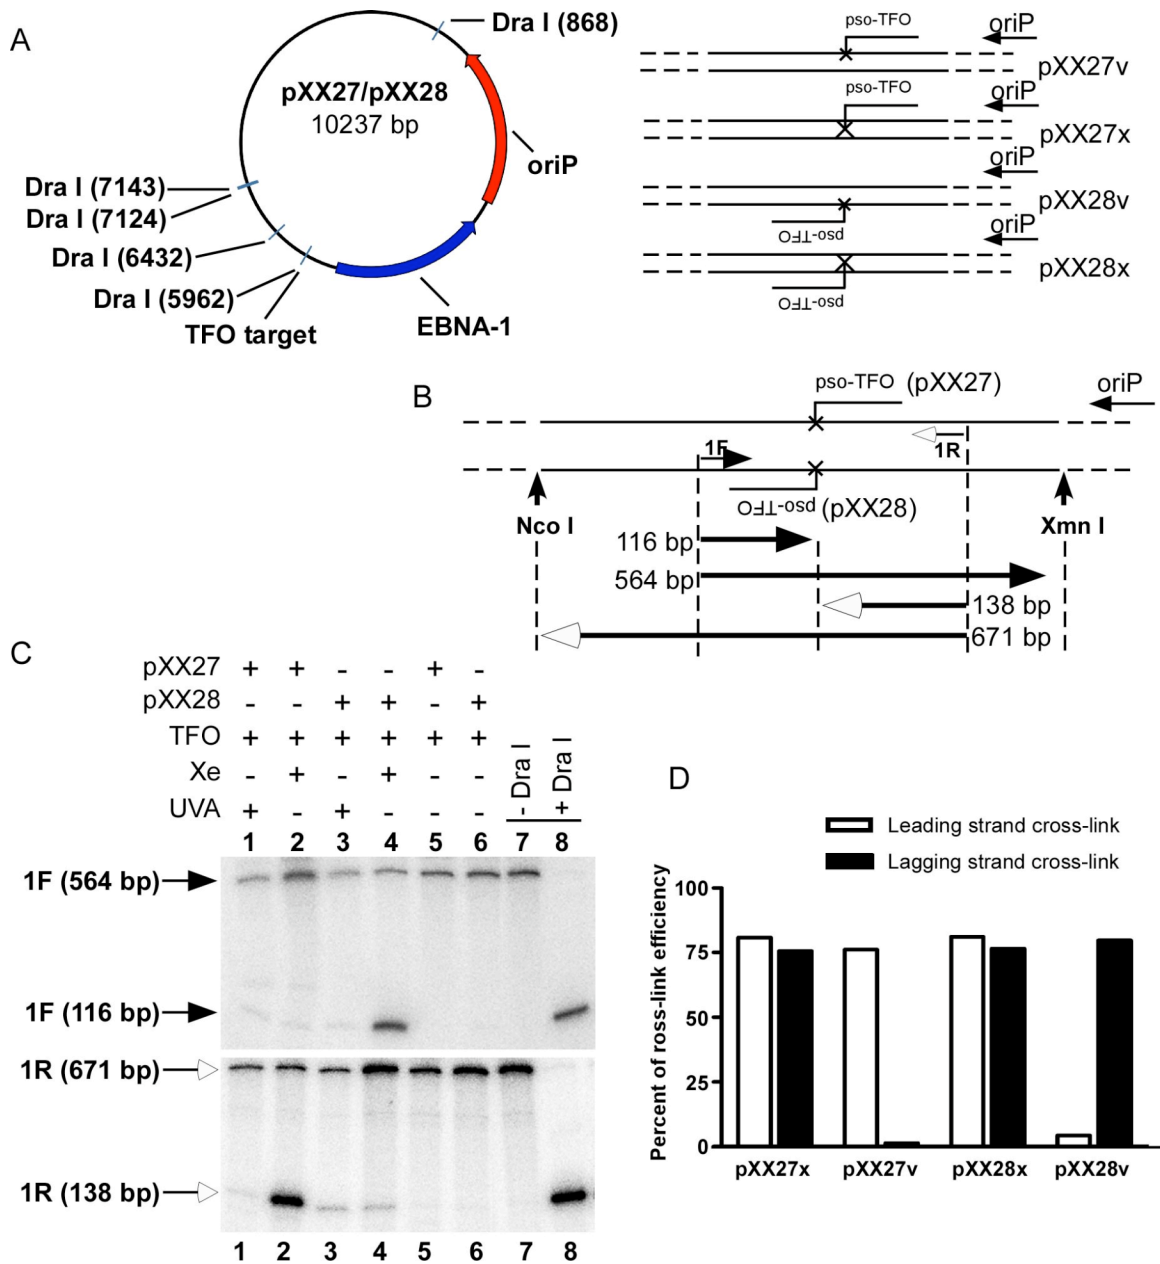 A
Dra I (868)
pXX27/pXX28
10237 bp
oriP
Dra I (7143)
Dra I (7124)
Dra I (6432)
Dra I (5962)
TFO target
EBNA-1
pso-TFO
oriP
pXX27v
pso-TFO
oriP
pXX27x
oriP
pXX28v
pso-TFO
oriP
pXX28x
pso-TFO
B
pso-TFO (pXX27)
oriP
1F
1R
pso-TFO (pXX28)
Nco I
Xmn I
116 bp
564 bp
138 bp
671 bp
C
pXX27 + + - - + -
pXX28 - - + + - +
TFO + + + + + +
Xe - + - + - -
UVA + - + - - -
- Dra I
+ Dra I
1 2 3 4 5 6 7 8
1F (564 bp)
1F (116 bp)
1R (671 bp)
1R (138 bp)
1 2 3 4 5 6 7 8
D
Leading strand cross-link
Lagging strand cross-link
Percent of ross-link efficiency
100
75
50
25
0
pXX27x pXX27v pXX28x pXX28v